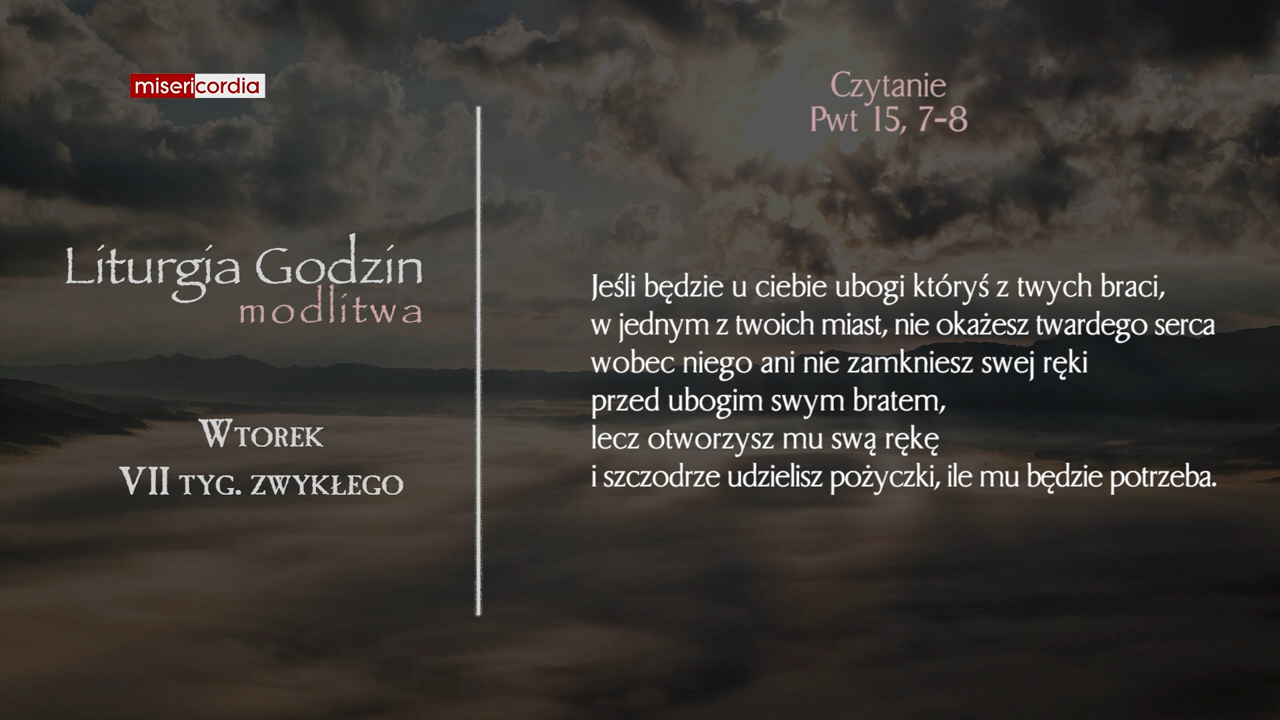 misericordia
Liturgia Godzin
modlitwa
Wtorek
VII tyg. zwykłego
Czytanie
Pwt 15, 7-8
Jeśli będzie u ciebie ubogi któryś z twych braci,
w jednym z twoich miast, nie okażesz twardego serca
wobec niego ani nie zamkniesz swej ręki
przed ubogim swym bratem,
lecz otworzysz mu swą rękę
i szczodrze udzielisz pożyczki, ile mu będzie potrzeba.